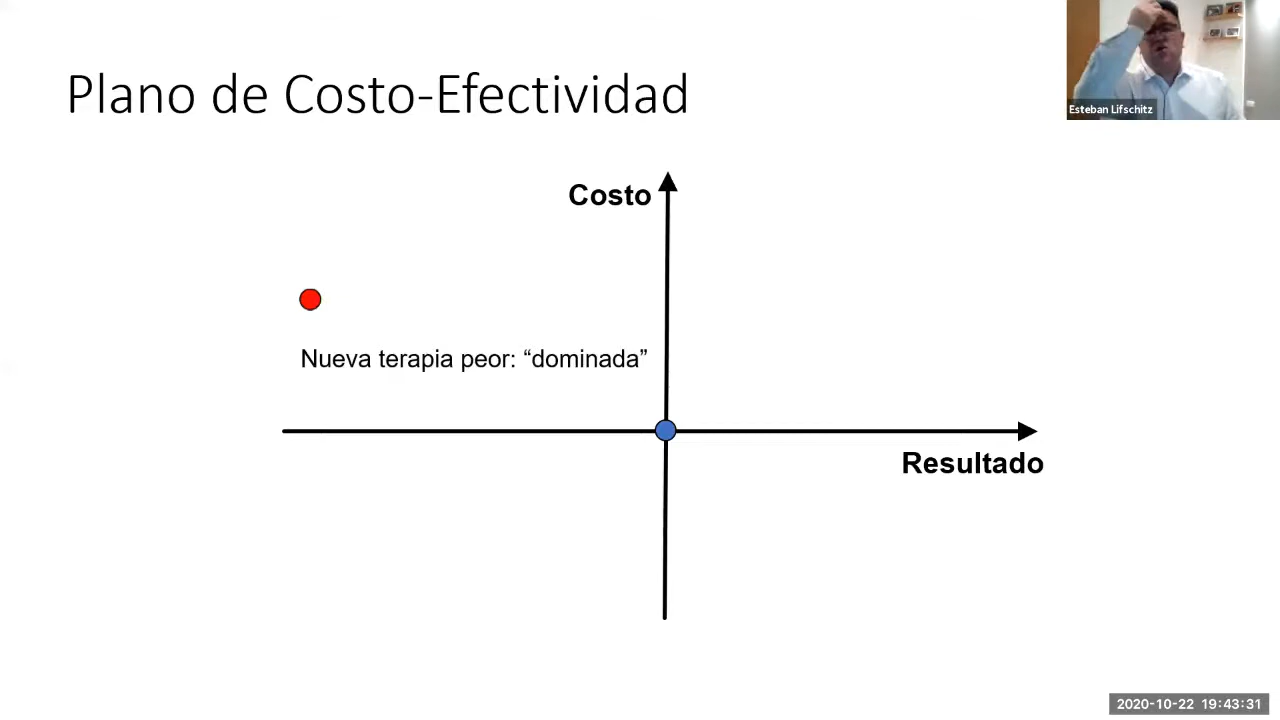 Plano de Costo-Efectividad
Esteban Lifschitz
Costo
Nueva terapia peor: “dominada”
Resultado
2020-10-22 19:43:31